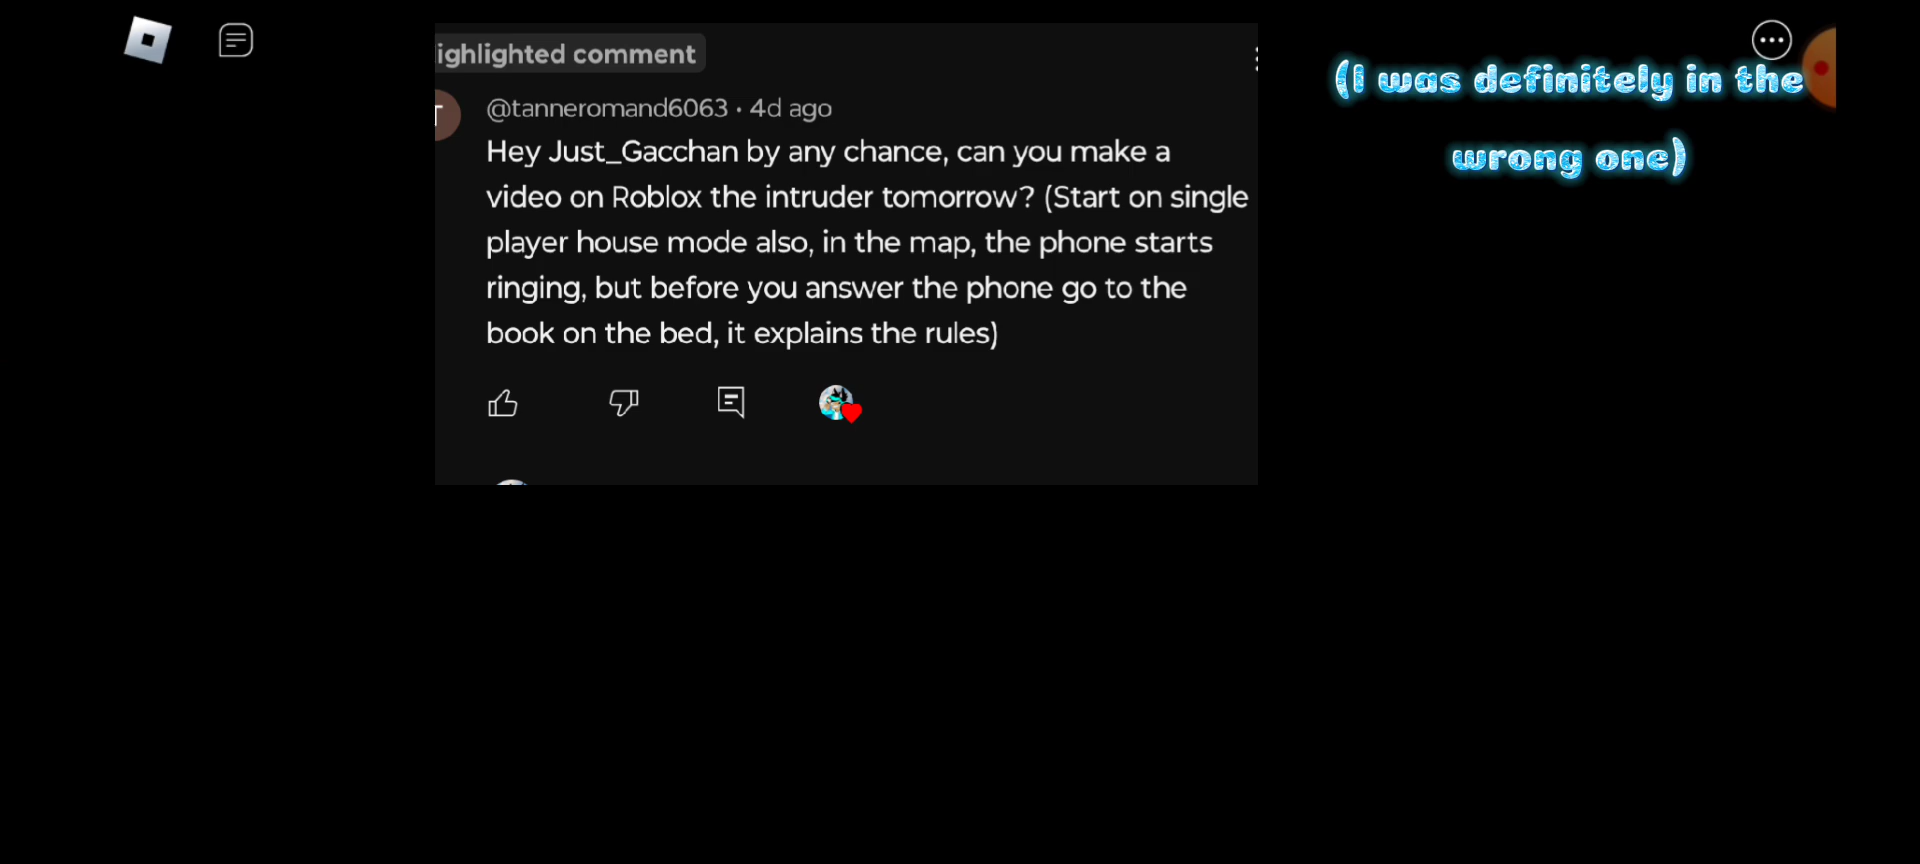 ighlighted comment
@tanneromand6063 · 4d ago
Hey Just_Gacchan by any chance, can you make a
video on Roblox the intruder tomorrow? (Start on single
player house mode also, in the map, the phone starts
ringing, but before you answer the phone go to the
book on the bed, it explains the rules)
(I was definitely in the
wrong one)